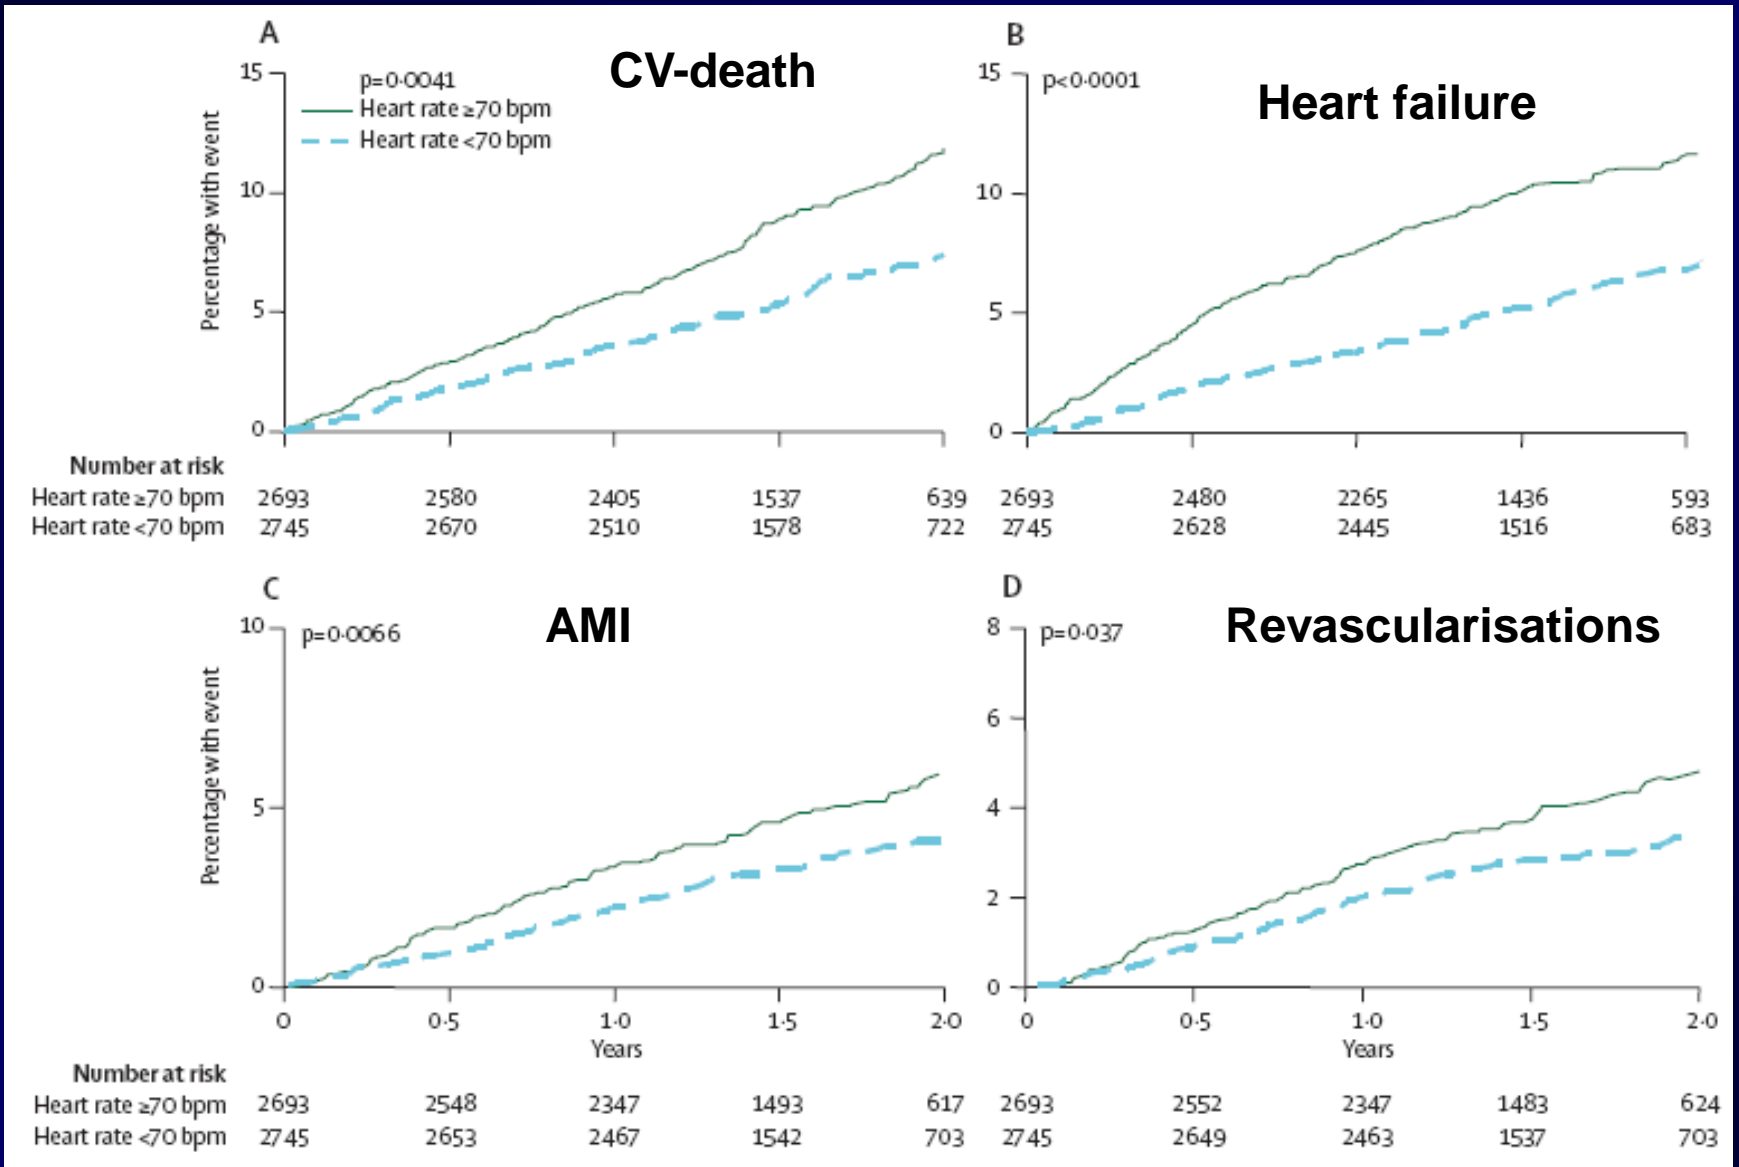 A
CV-death
15
p=0·0041
Heart rate ≥70 bpm
Heart rate <70 bpm
10
5
0
Percentage with event
B
Heart failure
15
p<0·0001
10
5
0
Number at risk
Heart rate ≥70 bpm 2693 2580 2405 1537 639 2693 2480 2265 1436 593
Heart rate <70 bpm 2745 2670 2510 1578 722 2745 2628 2445 1516 683
C
AMI
10
p=0·0066
5
0
Percentage with event
0 0·5 1·0 1·5 2·0
Years
D
Revascularisations
8
p=0·037
6
4
2
0
0 0·5 1·0 1·5 2·0
Years
Number at risk
Heart rate ≥70 bpm 2693 2548 2347 1493 617 2693 2552 2347 1483 624
Heart rate <70 bpm 2745 2653 2467 1542 703 2745 2649 2463 1537 703